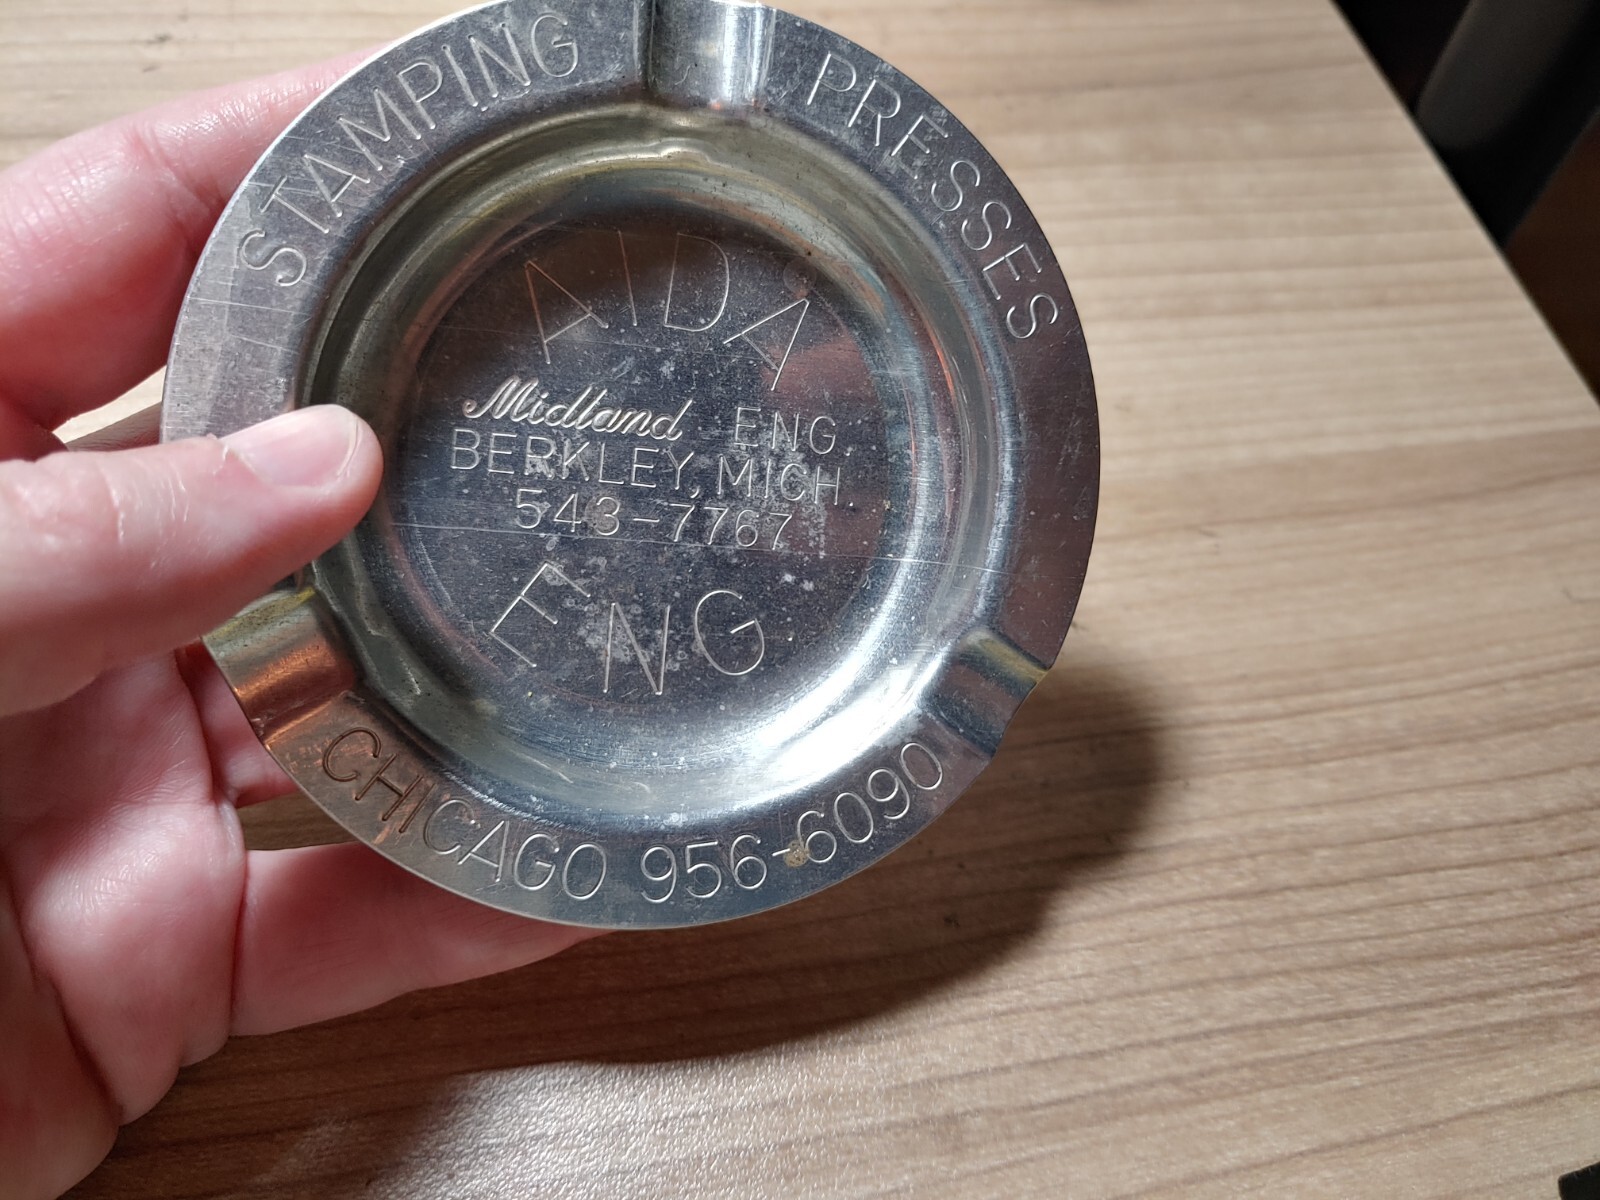 STAMPING PRESSES
AIDA
Midland ENG.
BERKLEY, MICH.
543-7767
ENG
CHICAGO 956-6090